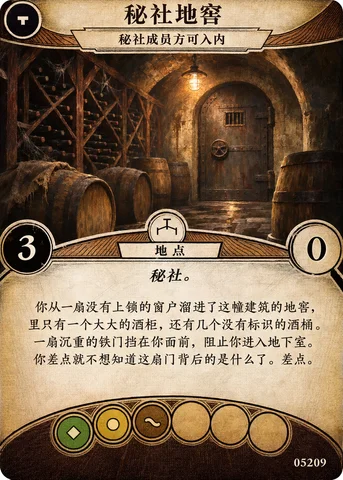 秘社地窖
秘社成员方可入内
3
地点
0
秘社。
你从一扇没有上锁的窗户溜进了这幢建筑的地窖，
里只有一个大大的酒柜，还有几个没有标识的酒桶。
一扇沉重的铁门挡在你面前，阻止你进入地下室。
你差点就不想知道这扇门背后的是什么了。差点。
05209